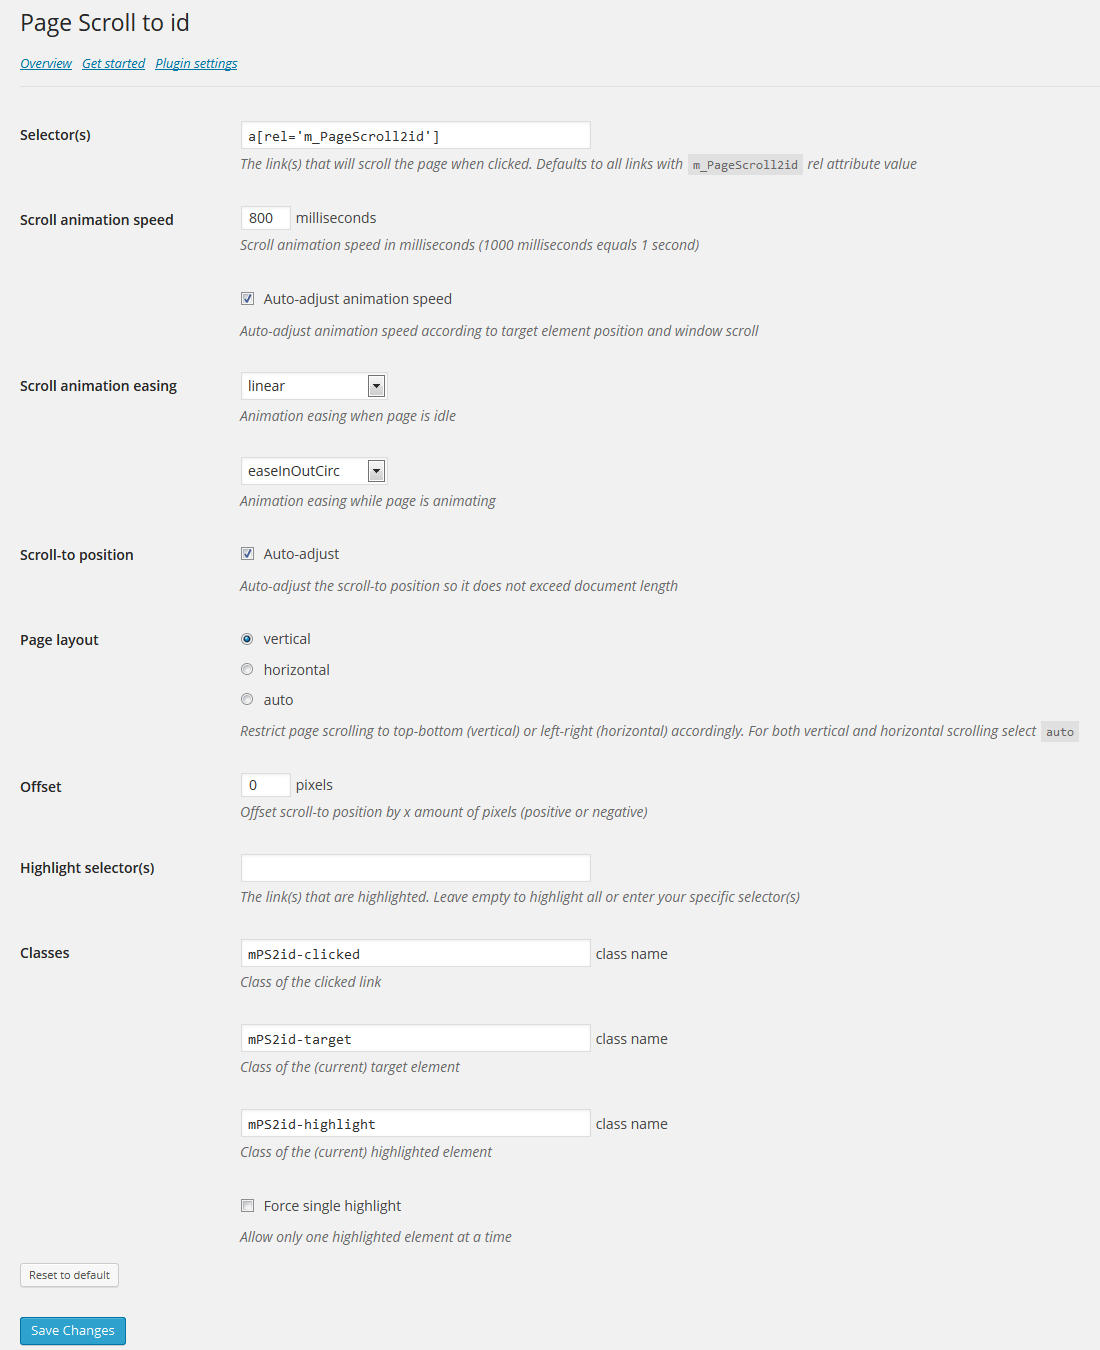 Page Scroll to id
Overview Get started Plugin settings
Selector(s)
a[rel='m_PageScroll2id']
The link(s) that will scroll the page when clicked. Defaults to all links with m_PageScroll2id rel attribute value
Scroll animation speed
800 milliseconds
Scroll animation speed in milliseconds (1000 milliseconds equals 1 second)
Auto-adjust animation speed
Auto-adjust animation speed according to target element position and window scroll
Scroll animation easing
linear
Animation easing when page is idle
easeInOutCirc
Animation easing while page is animating
Scroll-to position
Auto-adjust
Auto-adjust the scroll-to position so it does not exceed document length
Page layout
vertical
horizontal
auto
Restrict page scrolling to top-bottom (vertical) or left-right (horizontal) accordingly. For both vertical and horizontal scrolling select auto
Offset
0 pixels
Offset scroll-to position by x amount of pixels (positive or negative)
Highlight selector(s)
The link(s) that are highlighted. Leave empty to highlight all or enter your specific selector(s)
Classes
mPS2id-clicked class name
Class of the clicked link
mPS2id-target class name
Class of the (current) target element
mPS2id-highlight class name
Class of the (current) highlighted element
Force single highlight
Allow only one highlighted element at a time
Reset to default
Save Changes